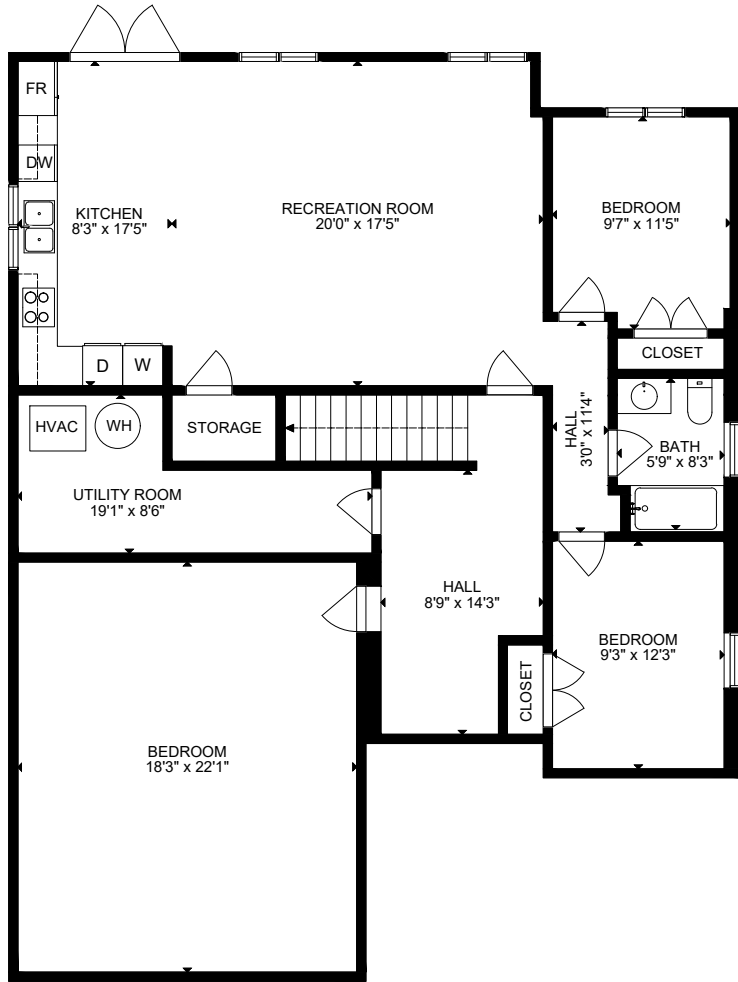 FR
DW
KITCHEN
8'3" x 17'5"
RECREATION ROOM
20'0" x 17'5"
BEDROOM
9'7" x 11'5"
CLOSET
D
W
HVAC
WH
STORAGE
HALL
3'0" x 11'4"
BATH
5'9" x 8'3"
UTILITY ROOM
19'1" x 8'6"
HALL
8'9" x 14'3"
BEDROOM
9'3" x 12'3"
CLOSET
BEDROOM
18'3" x 22'1"